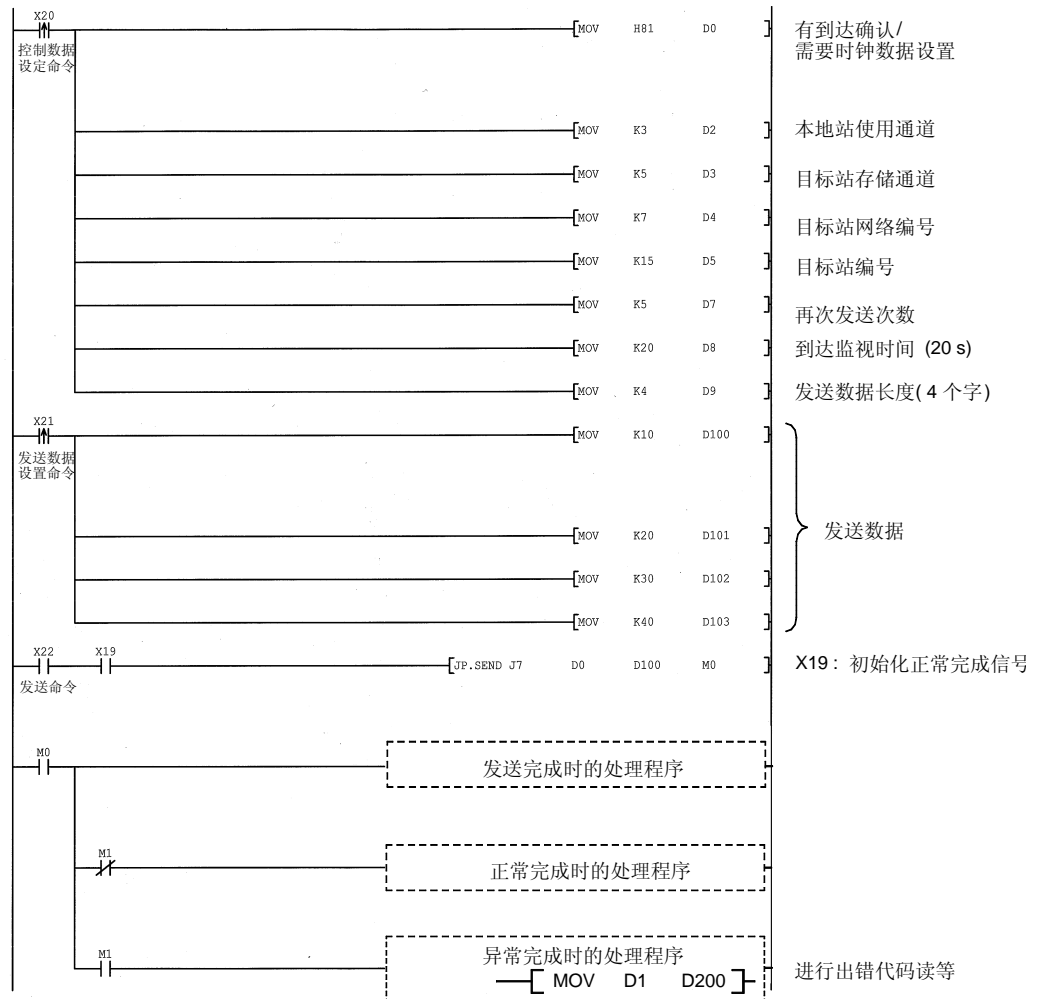 X20
[MOV H81 D0]
有到达确认/
需要时钟数据设置
控制数据
设定命令
[MOV K3 D2]
本地站使用通道
[MOV K5 D3]
目标站存储通道
[MOV K7 D4]
目标站网络编号
[MOV K15 D5]
目标站编号
[MOV K5 D7]
再次发送次数
[MOV K20 D8]
到达监视时间 (20 s)
[MOV K4 D9]
发送数据长度( 4 个字)
X21
[MOV K10 D100]
发送数据
设置命令
发送数据
[MOV K20 D101]
[MOV K30 D102]
[MOV K40 D103]
X22 X19
[JP.SEND J7 D0 D100 M0]
X19 : 初始化正常完成信号
发送命令
M0
发送完成时的处理程序
M1
正常完成时的处理程序
M1
异常完成时的处理程序
[MOV D1 D200]
进行出错代码读等